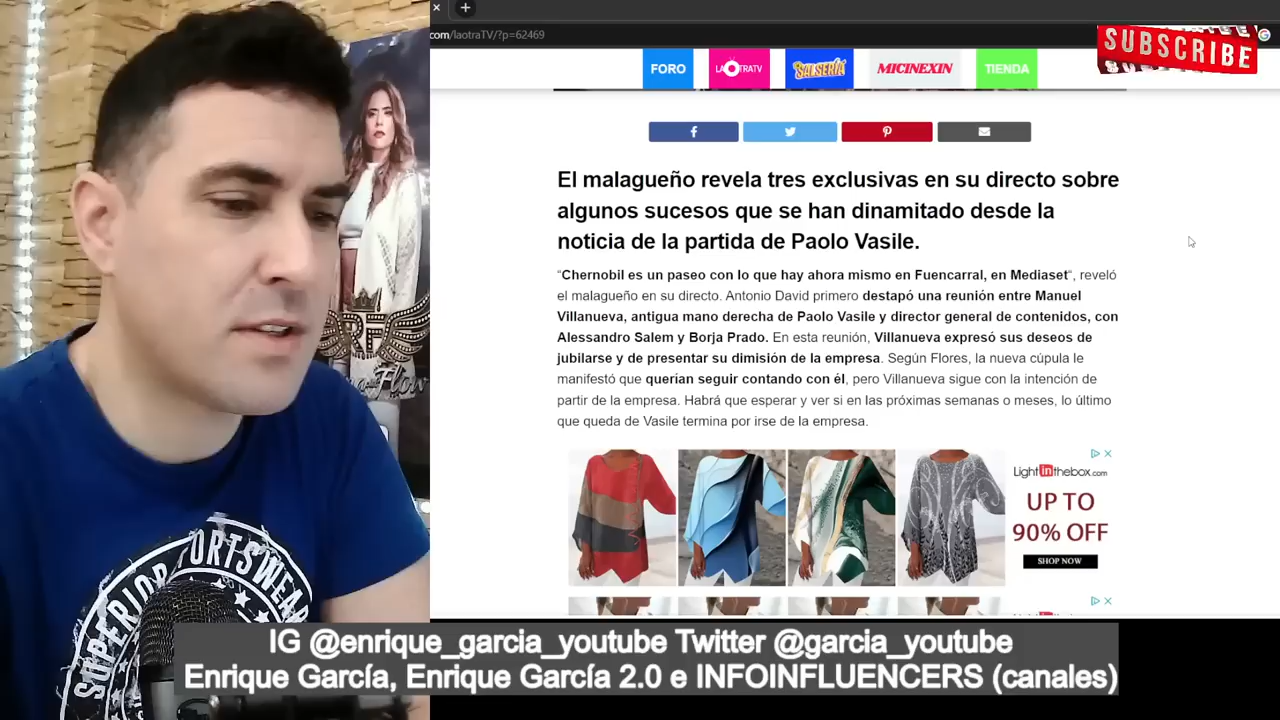 com/laotraTV/?p=62469
SUBSCRIBE
FORO
LAOTRATV
SALSERÍA
MICINEXIN
TIENDA
El malagueño revela tres exclusivas en su directo sobre
algunos sucesos que se han dinamitado desde la
noticia de la partida de Paolo Vasile.
“Chernobil es un paseo con lo que hay ahora mismo en Fuencarral, en Mediaset“, reveló
el malagueño en su directo. Antonio David primero destapó una reunión entre Manuel
Villanueva, antigua mano derecha de Paolo Vasile y director general de contenidos, con
Alessandro Salem y Borja Prado. En esta reunión, Villanueva expresó sus deseos de
jubilarse y de presentar su dimisión de la empresa. Según Flores, la nueva cúpula le
manifestó que querían seguir contando con él, pero Villanueva sigue con la intención de
partir de la empresa. Habrá que esperar y ver si en las próximas semanas o meses, lo último
que queda de Vasile termina por irse de la empresa.
Lightinthebox.com
UP TO
90% OFF
SHOP NOW
Flow
SUPERIOR SPORTSWEAR
IG @enrique_garcia_youtube Twitter @garcia_youtube
Enrique García, Enrique García 2.0 e INFOINFLUENCERS (canales)